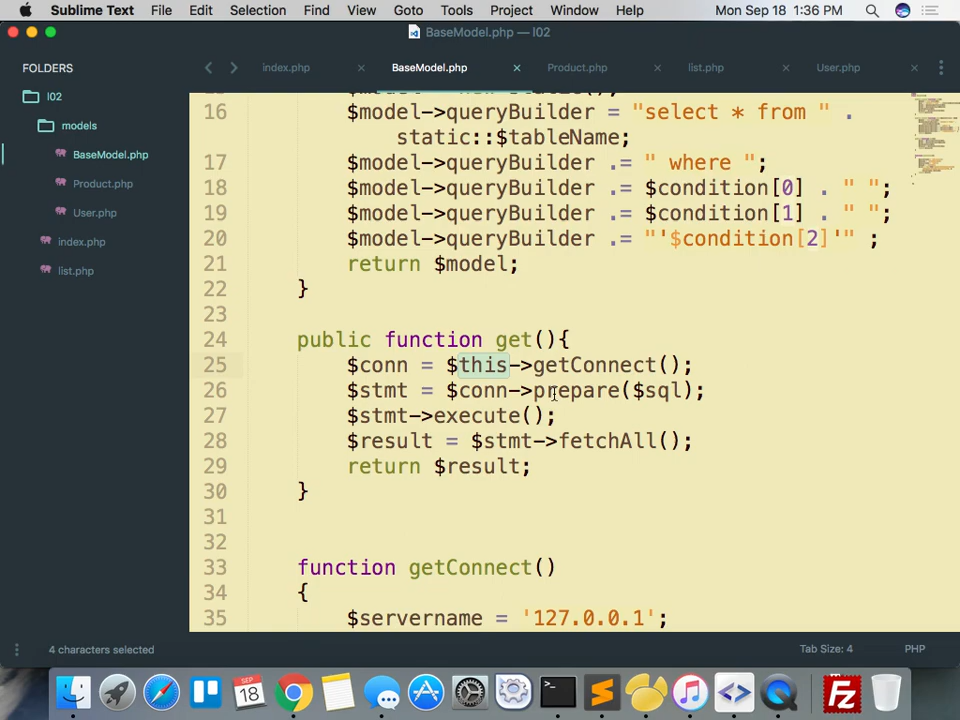 Sublime Text File Edit Selection Find View Goto Tools Project Window Help Mon Sep 18 1:36 PM
BaseModel.php — l02
FOLDERS
l02
models
BaseModel.php
Product.php
User.php
index.php
list.php
index.php BaseModel.php Product.php list.php User.php
16 $model->queryBuilder = "select * from " .
static::$tableName;
17 $model->queryBuilder .= " where ";
18 $model->queryBuilder .= $condition[0] . " ";
19 $model->queryBuilder .= $condition[1] . " ";
20 $model->queryBuilder .= "'$condition[2]'" ;
21 return $model;
22 }
23
24 public function get(){
25 $conn = $this->getConnect();
26 $stmt = $conn->prepare($sql);
27 $stmt->execute();
28 $result = $stmt->fetchAll();
29 return $result;
30 }
31
32
33 function getConnect()
34 {
35 $servername = '127.0.0.1';
4 characters selected Tab Size: 4 PHP
SEP
18
Fz